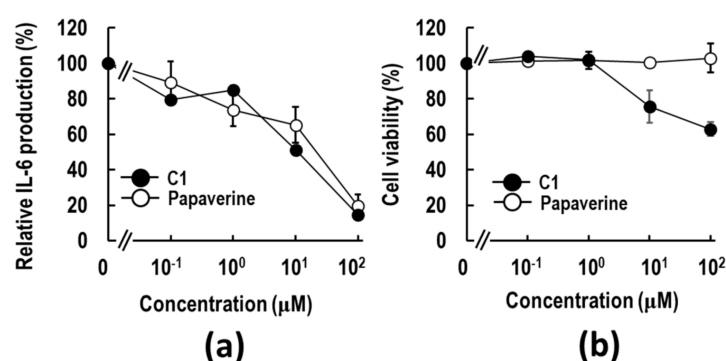 Relative IL-6 production (%)
120
100
80
60
40
20
0
C1
Papaverine
0 10⁻¹ 10⁰ 10¹ 10²
Concentration (μM)
(a)
Cell viability (%)
120
100
80
60
40
20
0
C1
Papaverine
0 10⁻¹ 10⁰ 10¹ 10²
Concentration (μM)
(b)